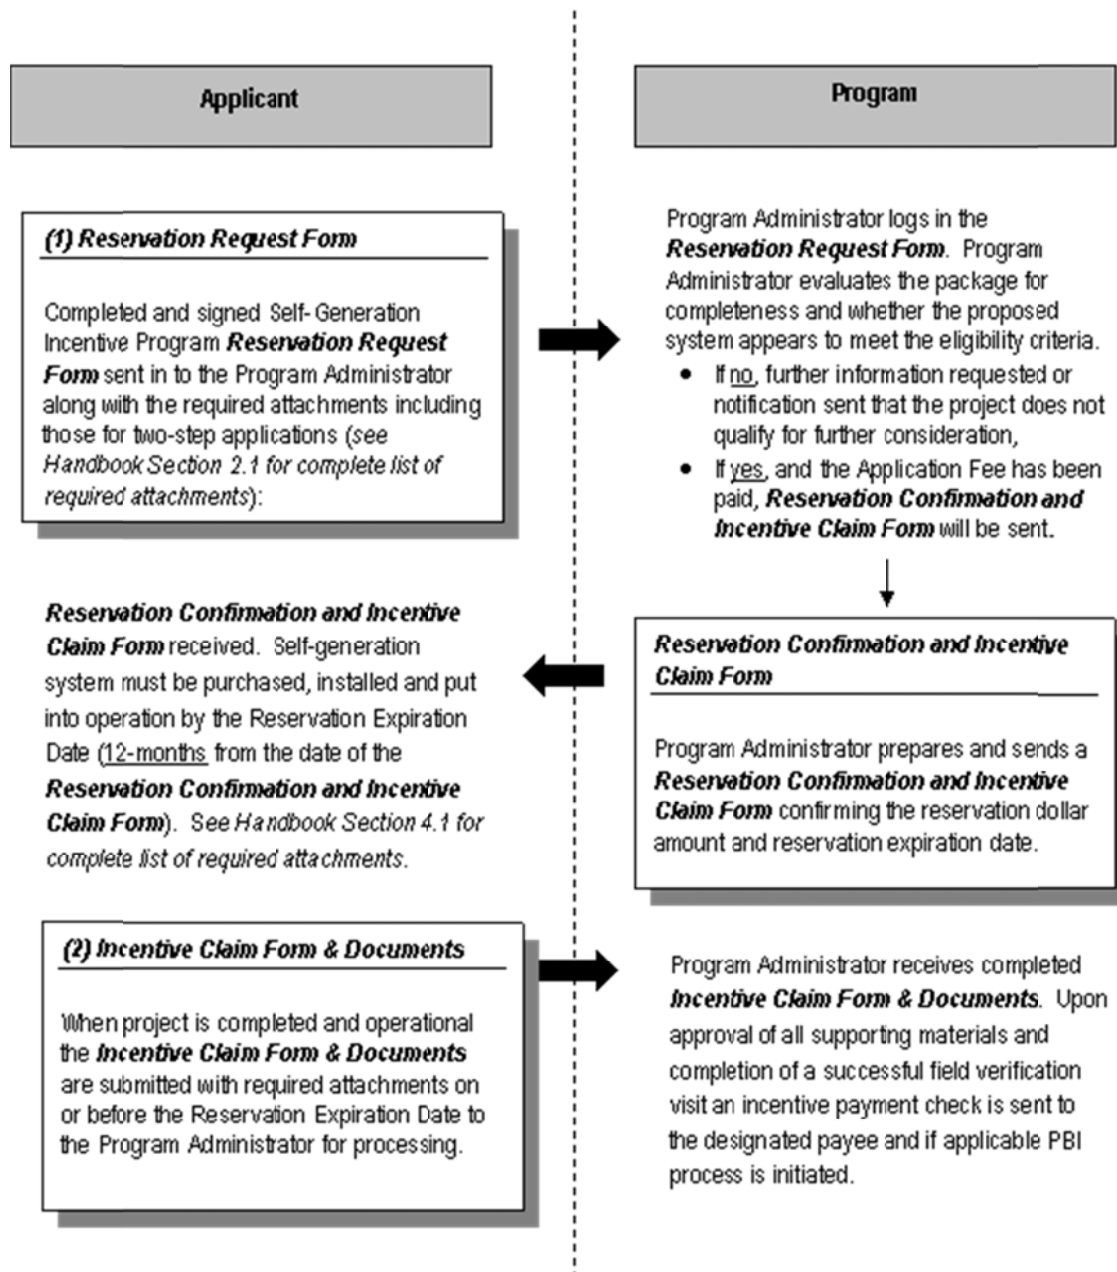 Applicant
Program
(1) Reservation Request Form
Completed and signed Self- Generation
Incentive Program Reservation Request
Form sent in to the Program Administrator
along with the required attachments including
those for two-step applications (see
Handbook Section 2.1 for complete list of
required attachments):
Program Administrator logs in the
Reservation Request Form. Program
Administrator evaluates the package for
completeness and whether the proposed
system appears to meet the eligibility criteria.
• If no, further information requested or
notification sent that the project does not
qualify for further consideration,
• If yes, and the Application Fee has been
paid, Reservation Confirmation and
Incentive Claim Form will be sent.
Reservation Confirmation and Incentive
Claim Form
Program Administrator prepares and sends a
Reservation Confirmation and Incentive
Claim Form confirming the reservation dollar
amount and reservation expiration date.
Reservation Confirmation and Incentive
Claim Form received. Self-generation
system must be purchased, installed and put
into operation by the Reservation Expiration
Date (12-months from the date of the
Reservation Confirmation and Incentive
Claim Form). See Handbook Section 4.1 for
complete list of required attachments.
(2) Incentive Claim Form & Documents
When project is completed and operational
the Incentive Claim Form & Documents
are submitted with required attachments on
or before the Reservation Expiration Date to
the Program Administrator for processing.
Program Administrator receives completed
Incentive Claim Form & Documents. Upon
approval of all supporting materials and
completion of a successful field verification
visit an incentive payment check is sent to
the designated payee and if applicable PBI
process is initiated.